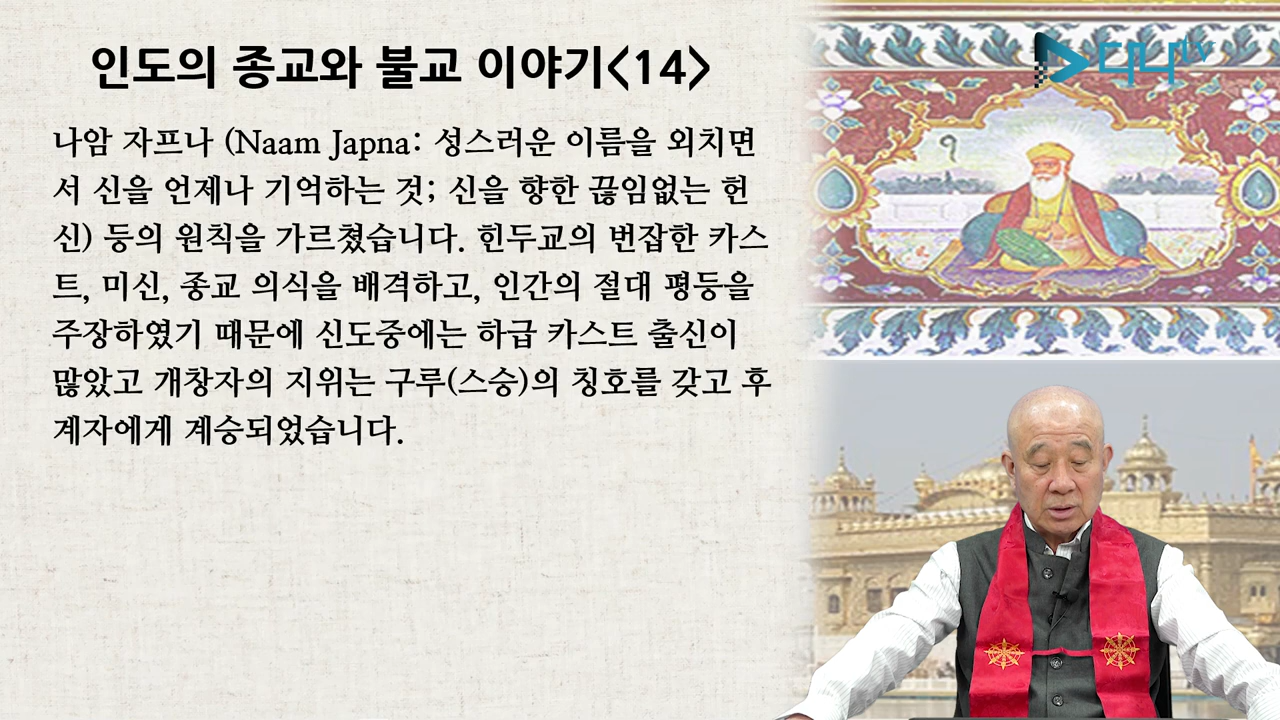 인도의 종교와 불교 이야기<14>
다나tv
나암 자프나 (Naam Japna: 성스러운 이름을 외치면
서 신을 언제나 기억하는 것; 신을 향한 끊임없는 헌
신) 등의 원칙을 가르쳤습니다. 힌두교의 번잡한 카스
트, 미신, 종교 의식을 배격하고, 인간의 절대 평등을
주장하였기 때문에 신도중에는 하급 카스트 출신이
많았고 개창자의 지위는 구루(스승)의 칭호를 갖고 후
계자에게 계승되었습니다.